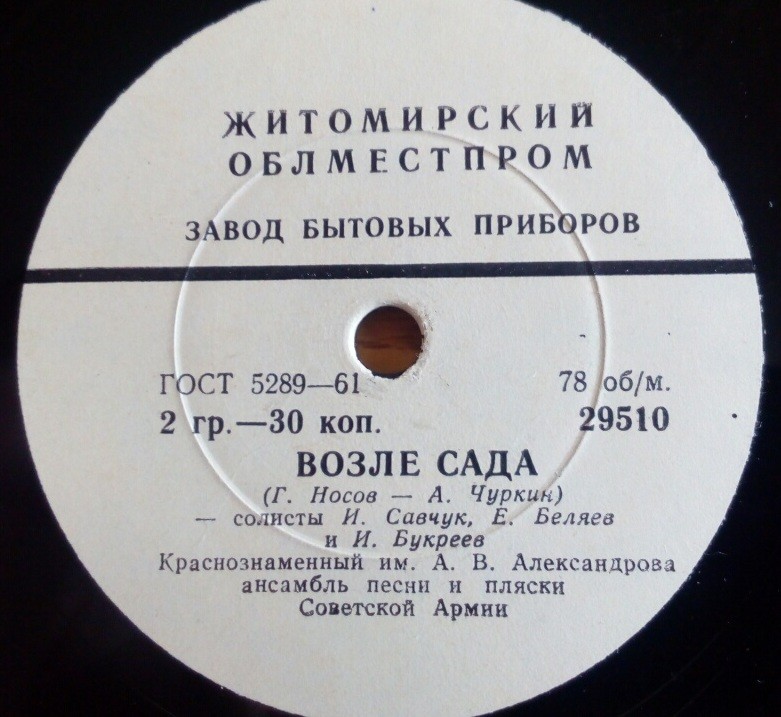 ЖИТОМИРСКИЙ
ОБЛМЕСТПРОМ
ЗАВОД БЫТОВЫХ ПРИБОРОВ
ГОСТ 5289—61 78 об/м.
2 гр.—30 коп. 29510
ВОЗЛЕ САДА
(Г. Носов — А. Чуркин)
— солисты И. Савчук, Е. Беляев
и И. Букреев
Краснознаменный им. А. В. Александрова
ансамбль песни и пляски
Советской Армии